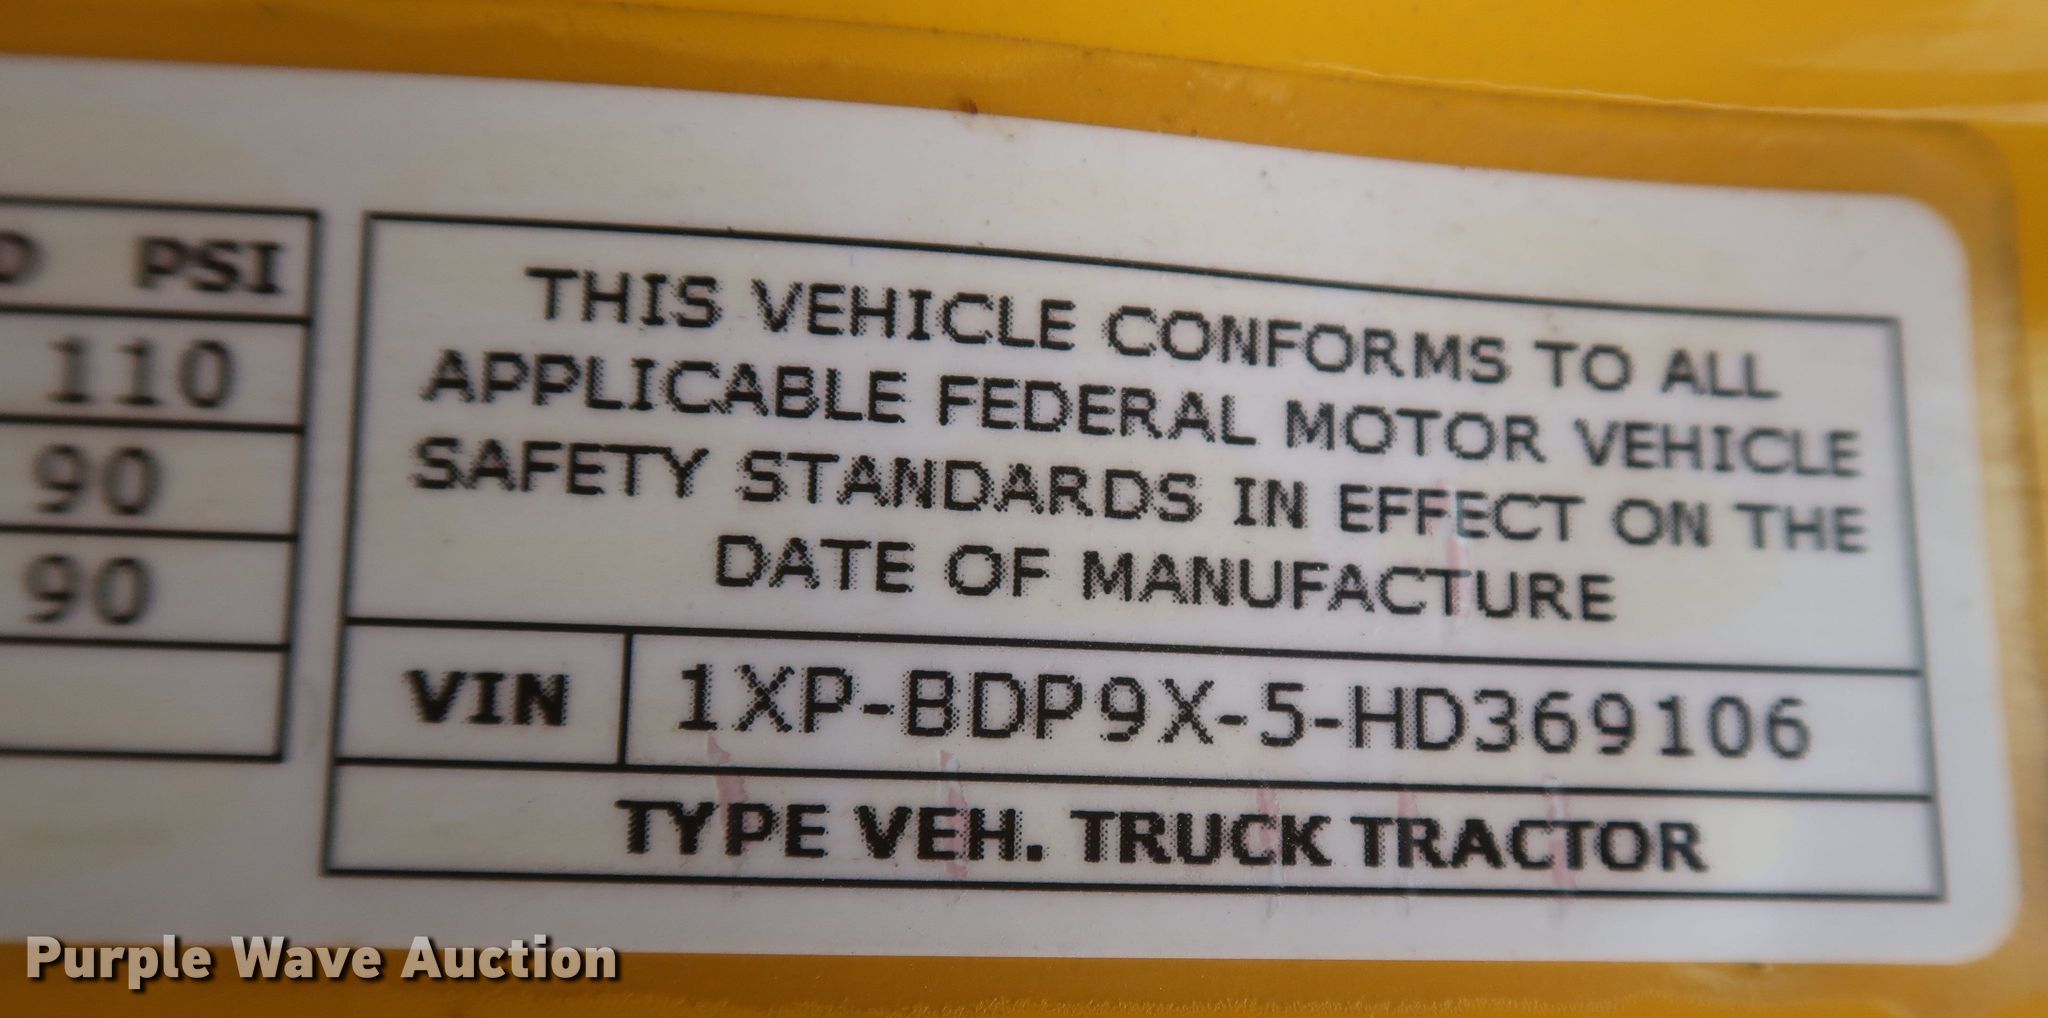 PSI
110
90
90
THIS VEHICLE CONFORMS TO ALL
APPLICABLE FEDERAL MOTOR VEHICLE
SAFETY STANDARDS IN EFFECT ON THE
DATE OF MANUFACTURE
VIN 1XP-BDP9X-5-HD369106
TYPE VEH. TRUCK TRACTOR
Purple Wave Auction